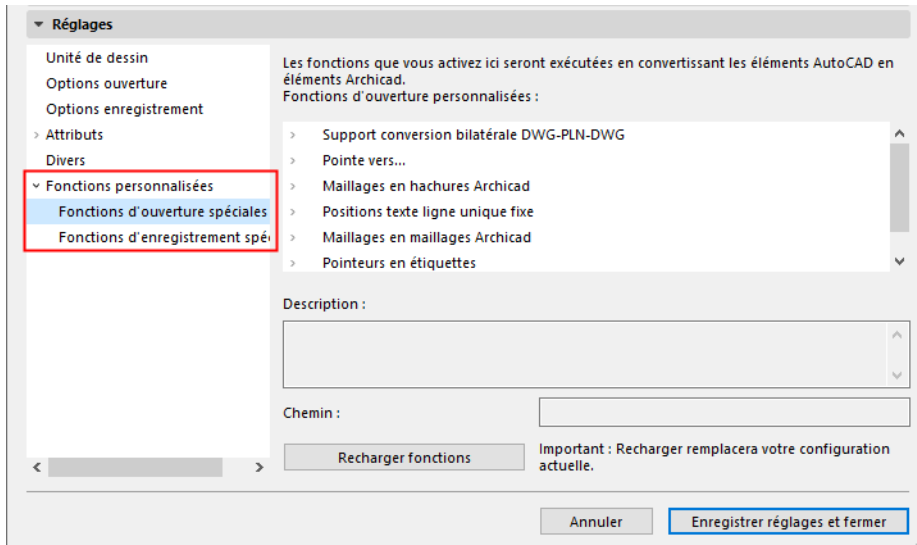 Réglages
Unité de dessin
Options ouverture
Options enregistrement
Attributs
Divers
Fonctions personnalisées
Fonctions d'ouverture spéciales
Fonctions d'enregistrement spé
Les fonctions que vous activez ici seront exécutées en convertissant les éléments AutoCAD en
éléments Archicad.
Fonctions d'ouverture personnalisées :
Support conversion bilatérale DWG-PLN-DWG
Pointe vers...
Maillages en hachures Archicad
Positions texte ligne unique fixe
Maillages en maillages Archicad
Pointeurs en étiquettes
Description :
Chemin :
Recharger fonctions
Important : Recharger remplacera votre configuration
actuelle.
Annuler
Enregistrer réglages et fermer